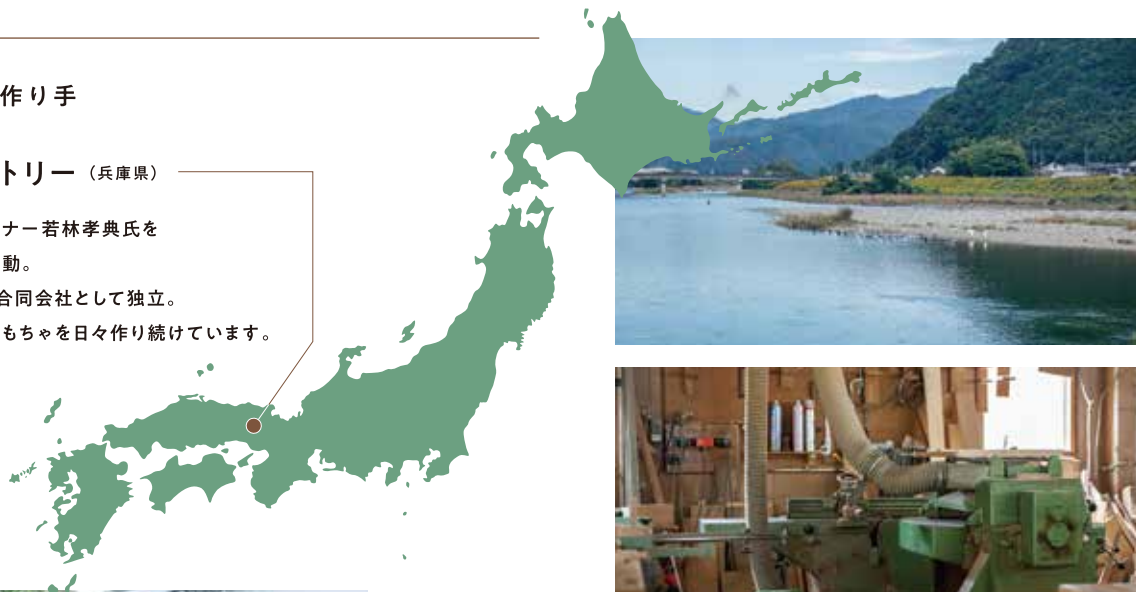 作り手
トリー（兵庫県）
ナー若林孝典氏を
動。
合同会社として独立。
もちゃを日々作り続けています。